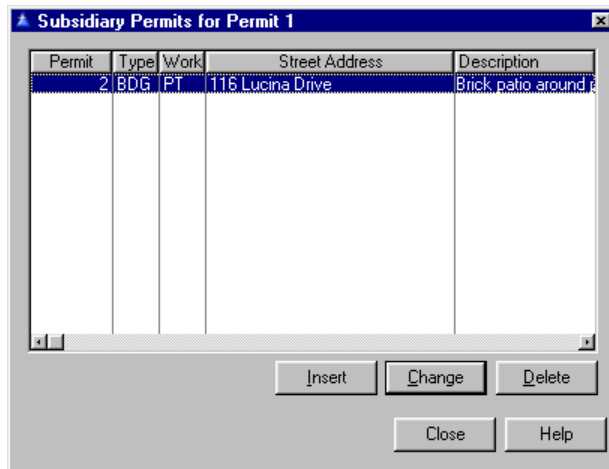 Subsidiary Permits for Permit 1
Permit Type Work Street Address Description
2 BDG PT 116 Lucina Drive Brick patio around
Insert Change Delete
Close Help